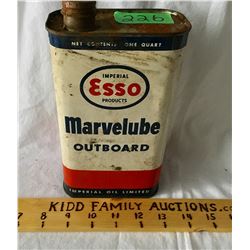 226
NET CONTENTS ONE QUART
IMPERIAL
Esso
PRODUCTS
Marvelube
OUTBOARD
IMPERIAL OIL LIMITED
7 8 9 10 11 12 13 14 15
KIDD FAMILY AUCTIONS.com